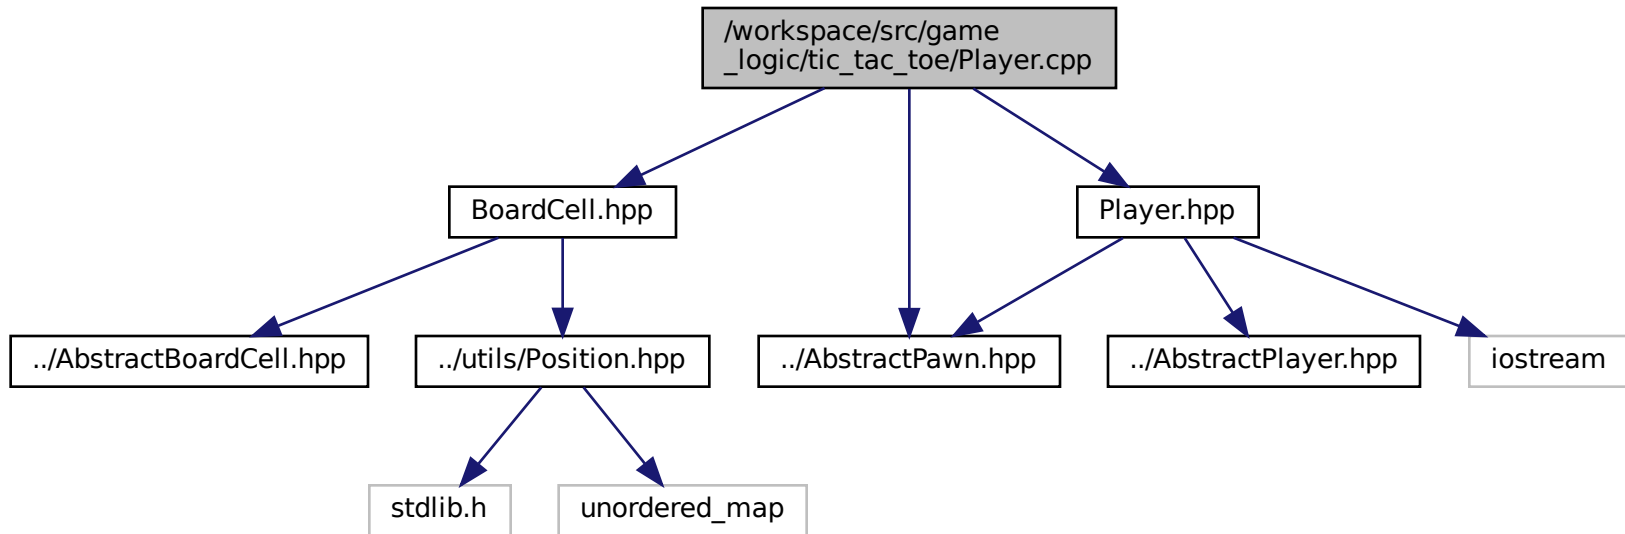 /workspace/src/game
_logic/tic_tac_toe/Player.cpp
BoardCell.hpp
Player.hpp
../AbstractBoardCell.hpp
../utils/Position.hpp
../AbstractPawn.hpp
../AbstractPlayer.hpp
iostream
stdlib.h
unordered_map